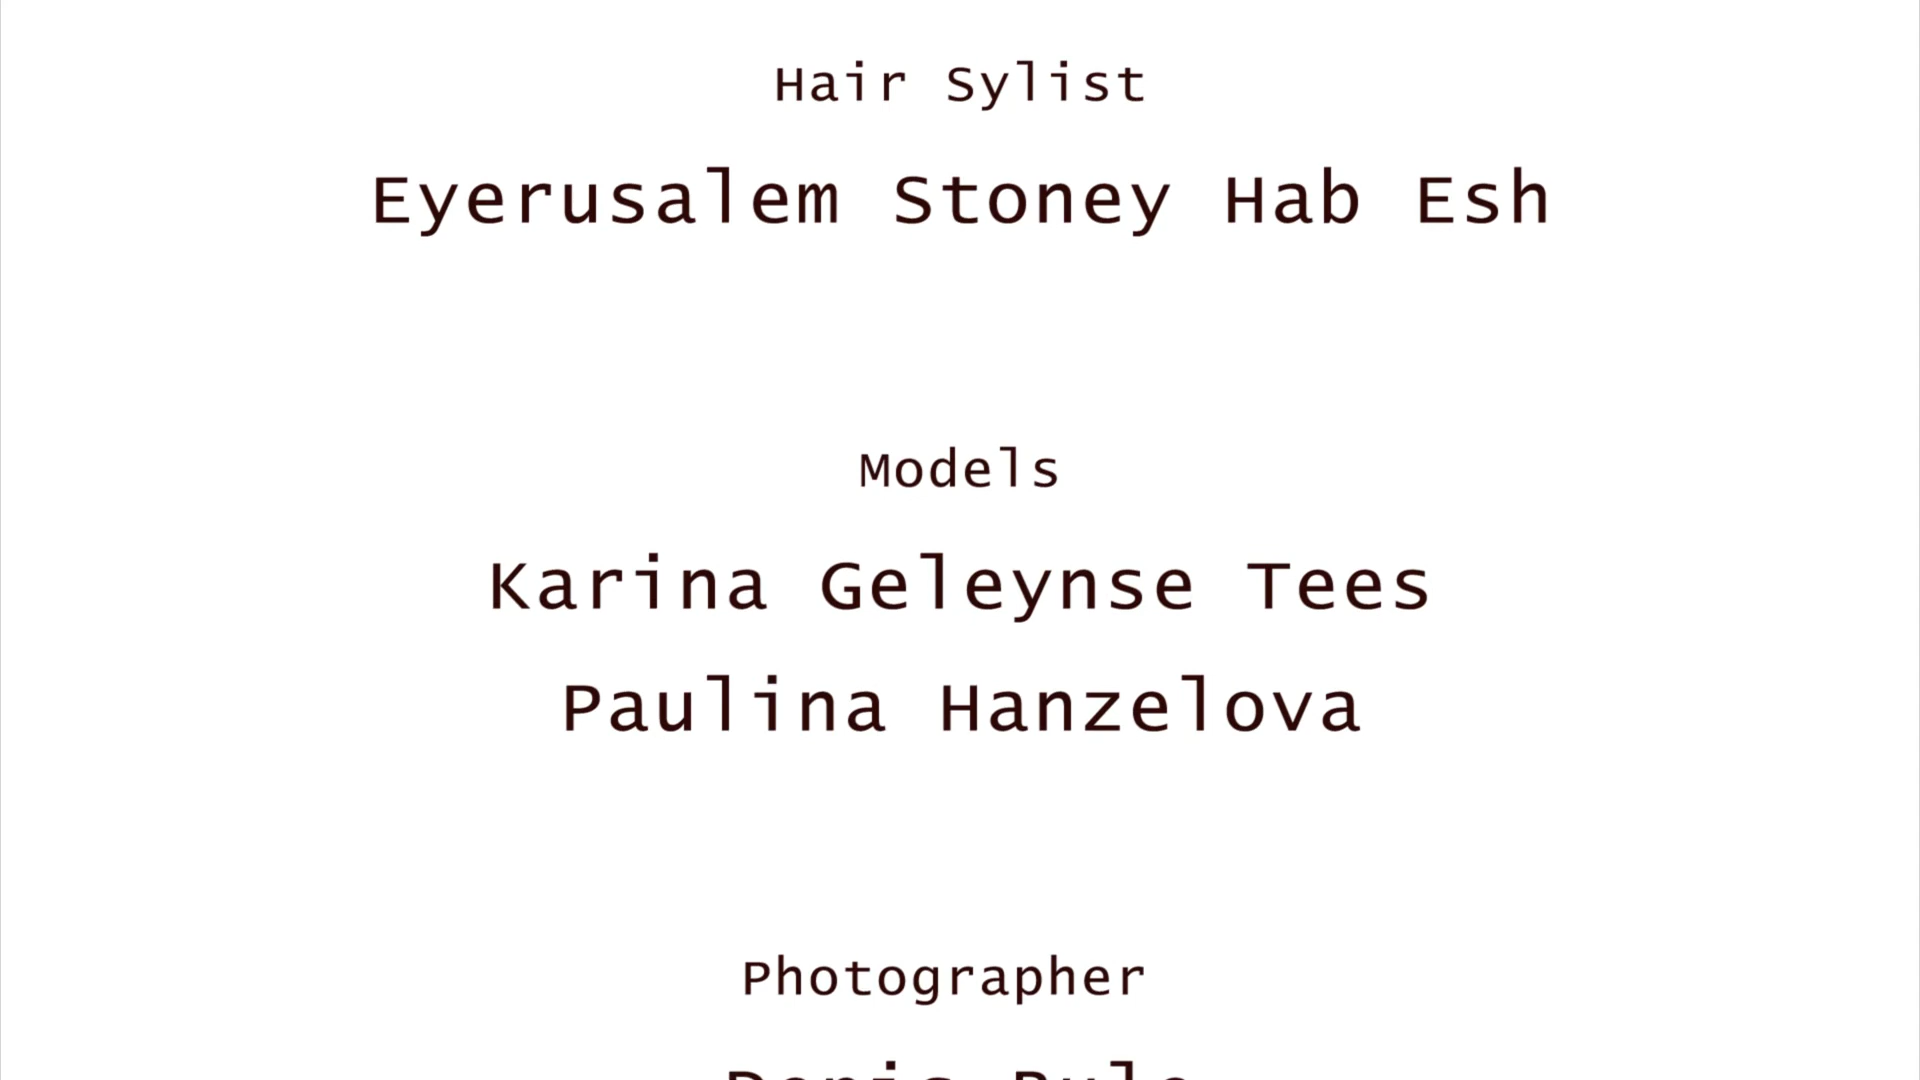 Hair Sylist
Eyerusalem Stoney Hab Esh
Models
Karina Geleynse Tees
Paulina Hanzelova
Photographer